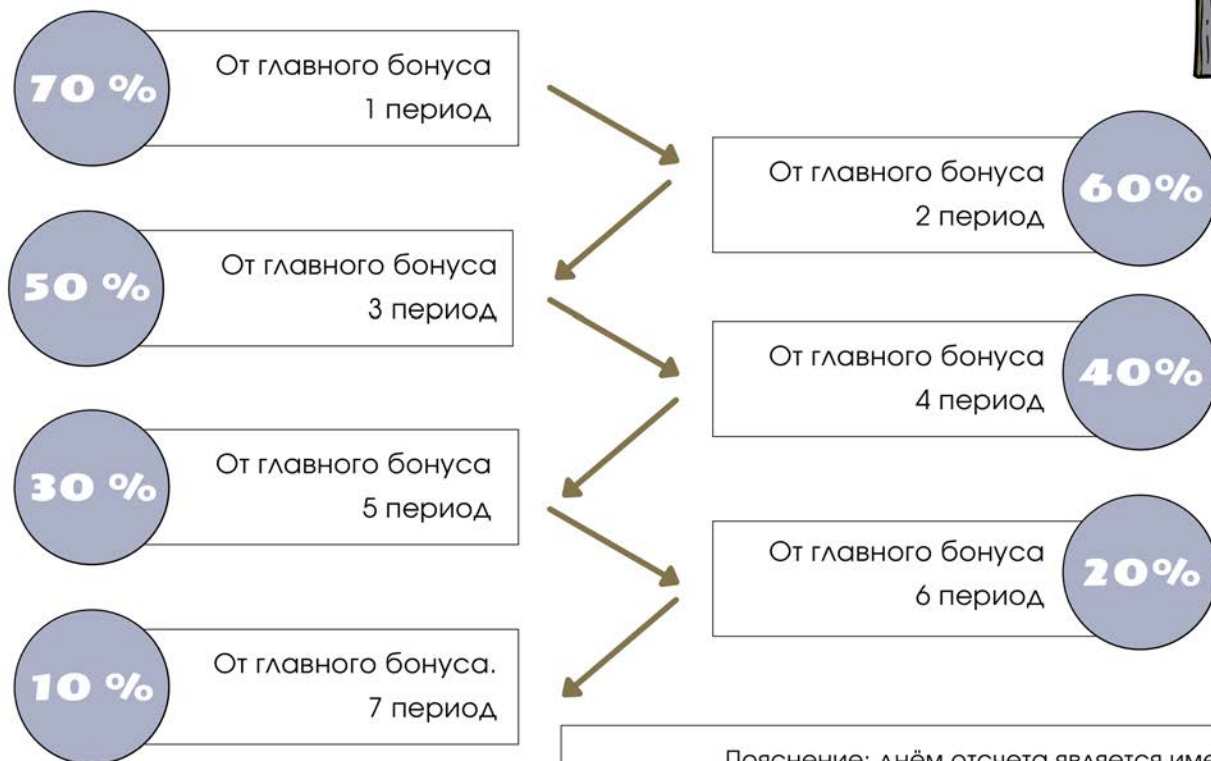 70 %
От главного бонуса
1 период
От главного бонуса
2 период
60%
50 %
От главного бонуса
3 период
От главного бонуса
4 период
40%
30 %
От главного бонуса
5 период
От главного бонуса
6 период
20%
10 %
От главного бонуса.
7 период
Пояснение: днём отсчета является